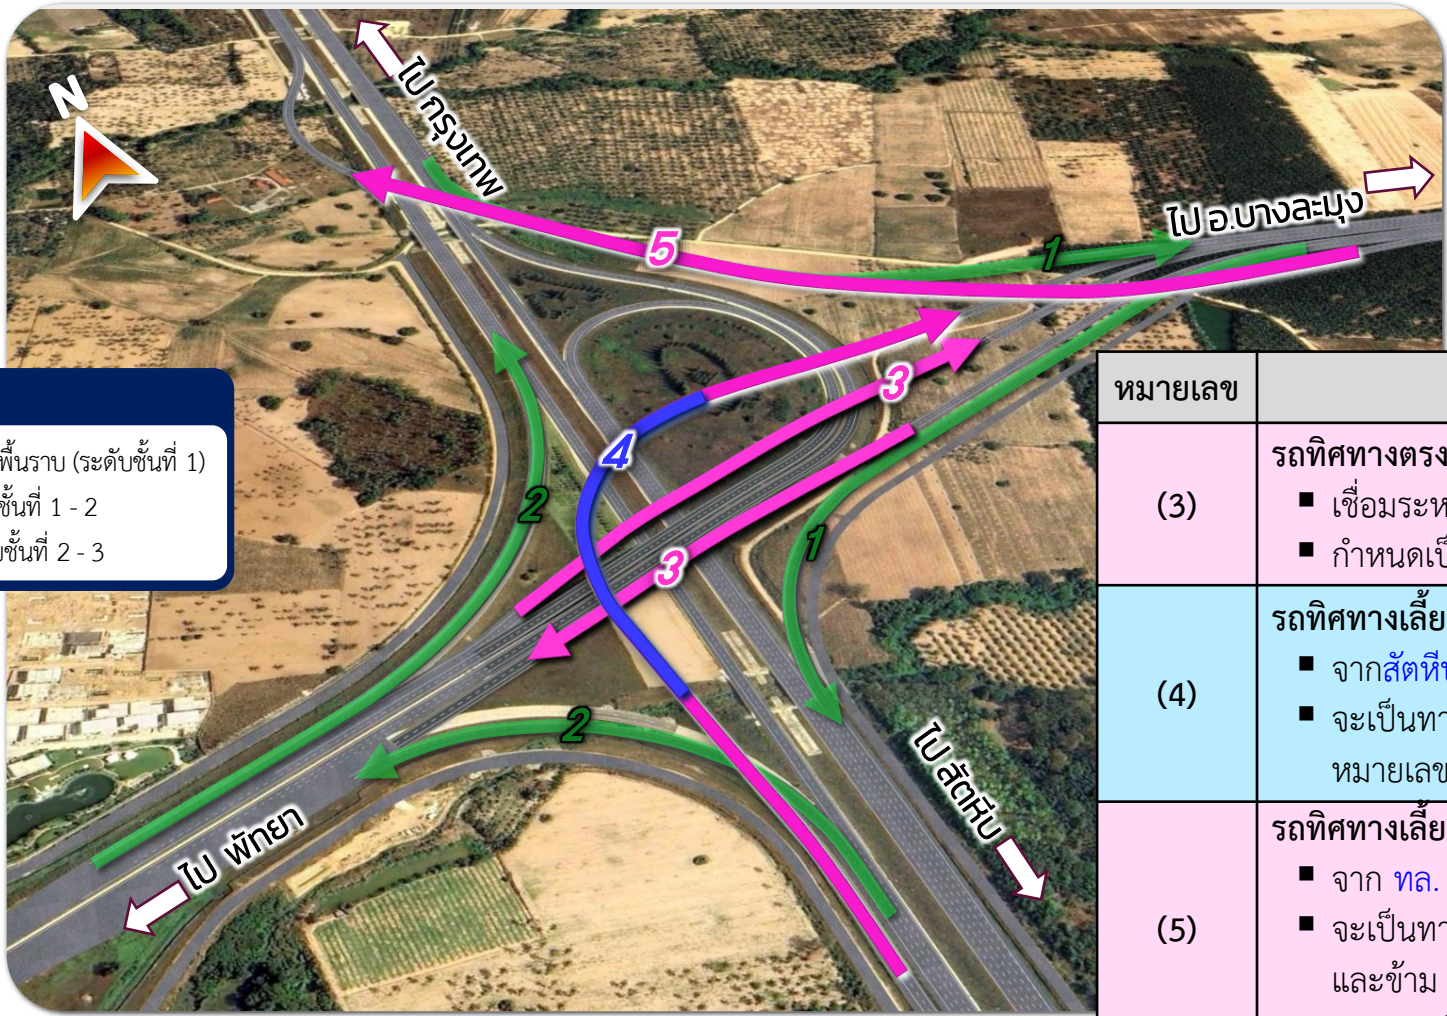 N
ไป กรุงเทพ
ไป อ.บางละมุง
5
1
3
4
2
1
3
2
ไป สัตหีบ
ไป พัทยา
พื้นราบ (ระดับชั้นที่ 1)
ชั้นที่ 1 - 2
ชั้นที่ 2 - 3
หมายเลข
(3)
รถทิศทางตรง
เชื่อมระห
กำหนดเป็
(4)
รถทิศทางเลี้ย
จากสัตหีบ
จะเป็นทา
หมายเลข
(5)
รถทิศทางเลี้ย
จาก ทล.
จะเป็นทา
และข้าม